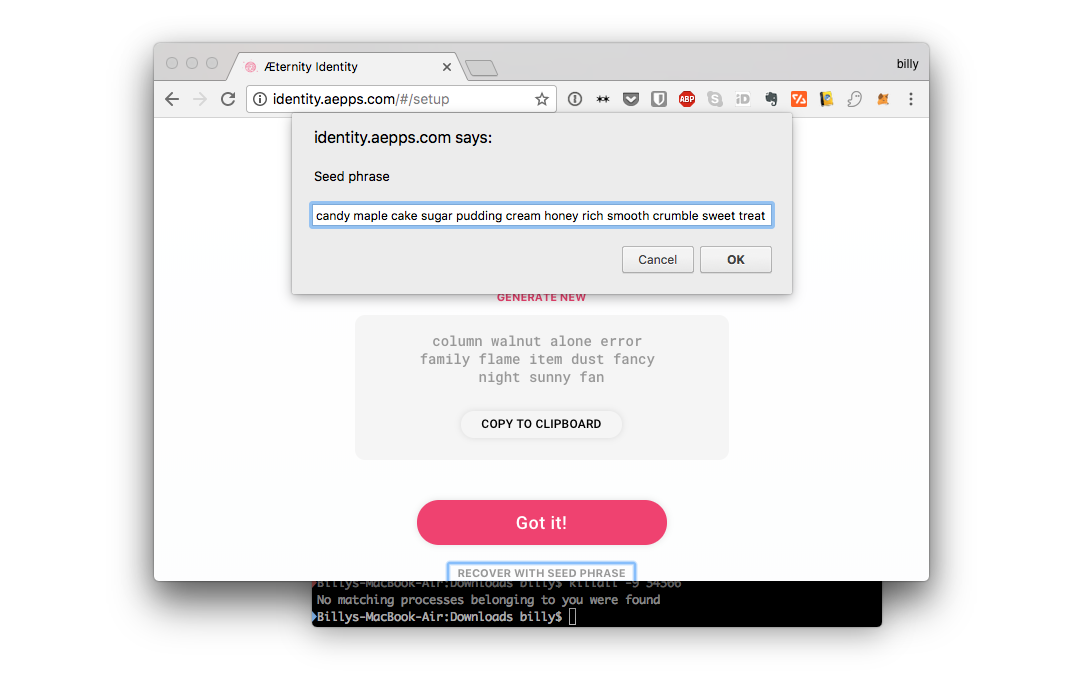 Æternity Identity
billy
identity.aepps.com/#/setup
ABP
iD
identity.aepps.com says:
Seed phrase
candy maple cake sugar pudding cream honey rich smooth crumble sweet treat
Cancel
OK
GENERATE NEW
column walnut alone error
family flame item dust fancy
night sunny fan
COPY TO CLIPBOARD
Got it!
RECOVER WITH SEED PHRASE
Billys-MacBook-Air:Downloads billy$ killall -9 34366
No matching processes belonging to you were found
Billys-MacBook-Air:Downloads billy$